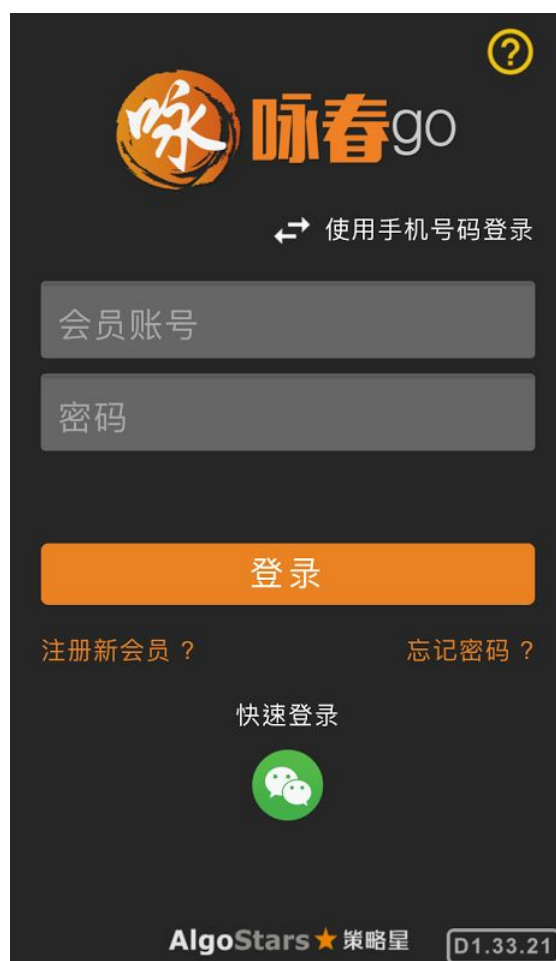 ?
咏 咏春go
使用手机号码登录
会员账号
密码
登录
注册新会员？ 忘记密码？
快速登录
AlgoStars★策略星 D1.33.21